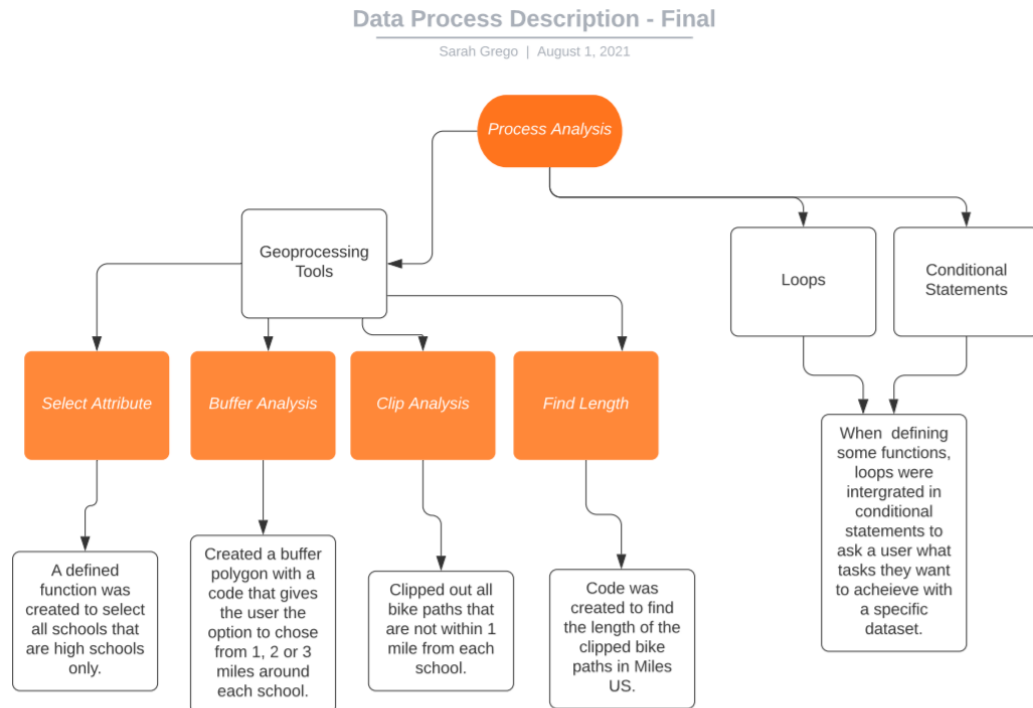 Data Process Description - Final
Sarah Grego | August 1, 2021
Process Analysis
Geoprocessing
Tools
Loops
Conditional
Statements
Select Attribute
Buffer Analysis
Clip Analysis
Find Length
A defined
function was
created to select
all schools that
are high schools
only.
Created a buffer
polygon with a
code that gives
the user the
option to chose
from 1, 2 or 3
miles around
each school.
Clipped out all
bike paths that
are not within 1
mile from each
school.
Code was
created to find
the length of the
clipped bike
paths in Miles
US.
When defining
some functions,
loops were
intergrated in
conditional
statements to
ask a user what
tasks they want
to acheieve with
a specific
dataset.